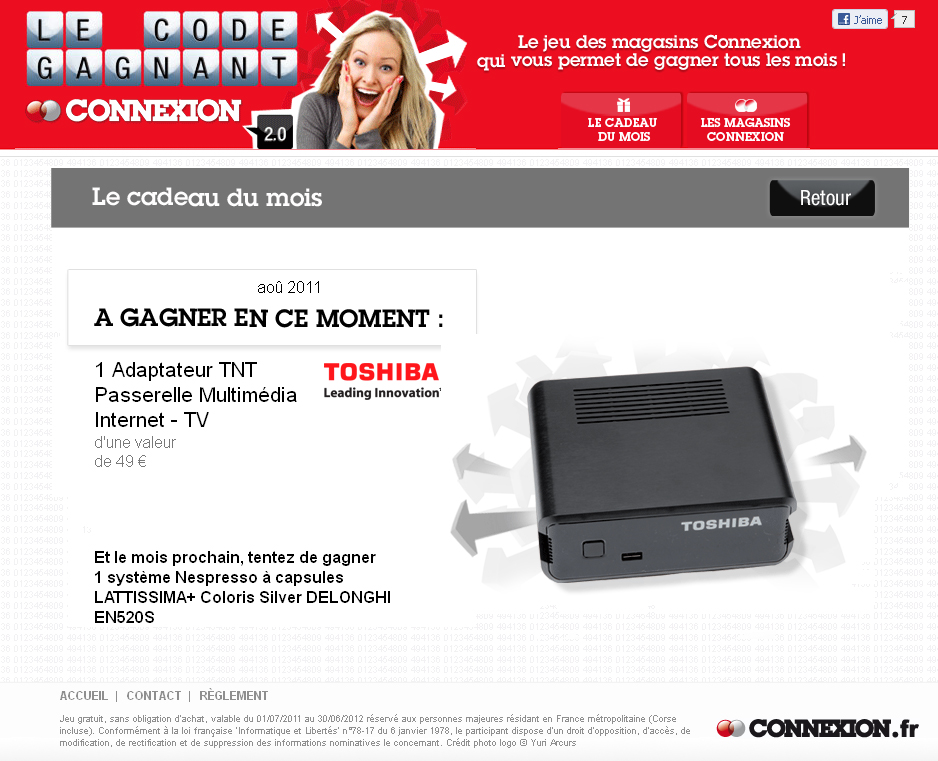 LE CODE
GAGNANT
CONNEXION
2.0
Le jeu des magasins Connexion
qui vous permet de gagner tous les mois !
J'aime 7
LE CADEAU
DU MOIS
LES MAGASINS
CONNEXION
Le cadeau du mois
Retour
aoû 2011
A GAGNER EN CE MOMENT :
1 Adaptateur TNT
Passerelle Multimédia
Internet - TV
d'une valeur
de 49 €
TOSHIBA
Leading Innovation
TOSHIBA
Et le mois prochain, tentez de gagner
1 système Nespresso à capsules
LATTISSIMA+ Coloris Silver DELONGHI
EN520S
ACCUEIL | CONTACT | RÈGLEMENT
Jeu gratuit, sans obligation d'achat, valable du 01/07/2011 au 30/06/2012 réservé aux personnes majeures résidant en France métropolitaine (Corse
incluse). Conformément à la loi française 'Informatique et Libertés' n°78-17 du 6 janvier 1978, le participant dispose d'un droit d'opposition, d'accès, de
modification, de rectification et de suppression des informations nominatives le concernant. Crédit photo logo © Yuri Arcurs
CONNEXION.fr